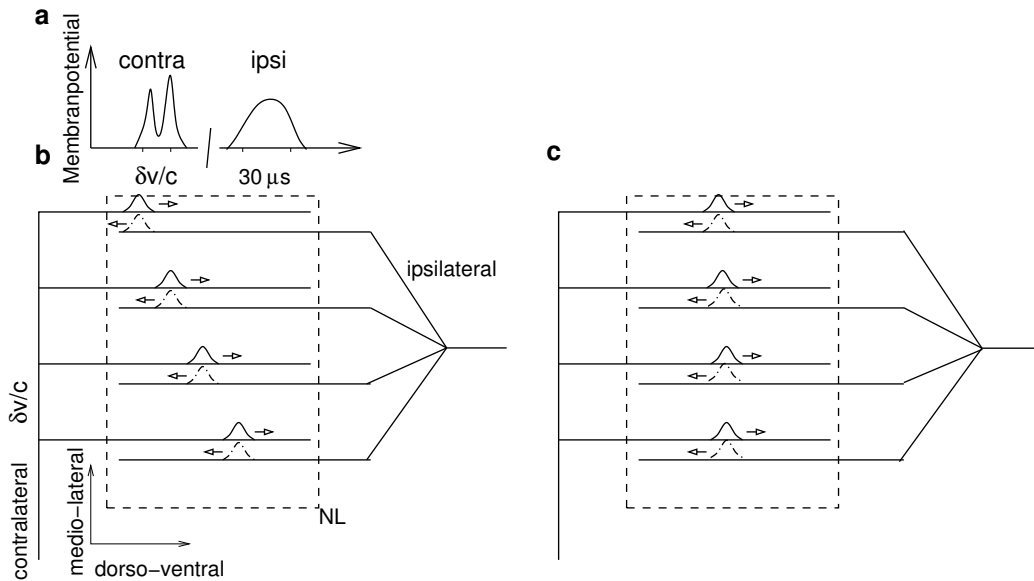 a
Membranpotential
contra
ipsi
δv/c
30 μs
b
c
ipsilateral
δv/c
contralateral
medio−lateral
dorso−ventral
NL